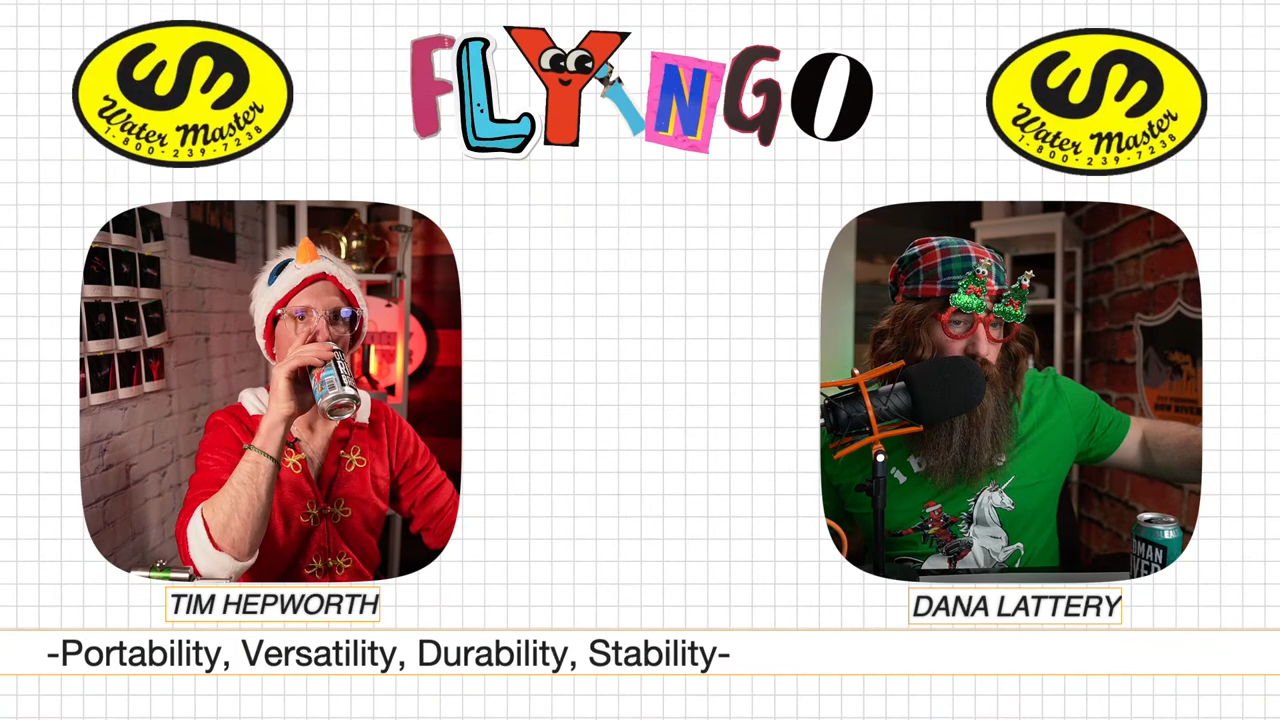 Water Master
1-800-239-7238
FLYNGO
Water Master
1-800-239-7238
TIM HEPWORTH
DANA LATTERY
-Portability, Versatility, Durability, Stability-